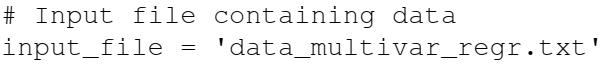 # Input file containing data
input_file = 'data_multivar_regr.txt'